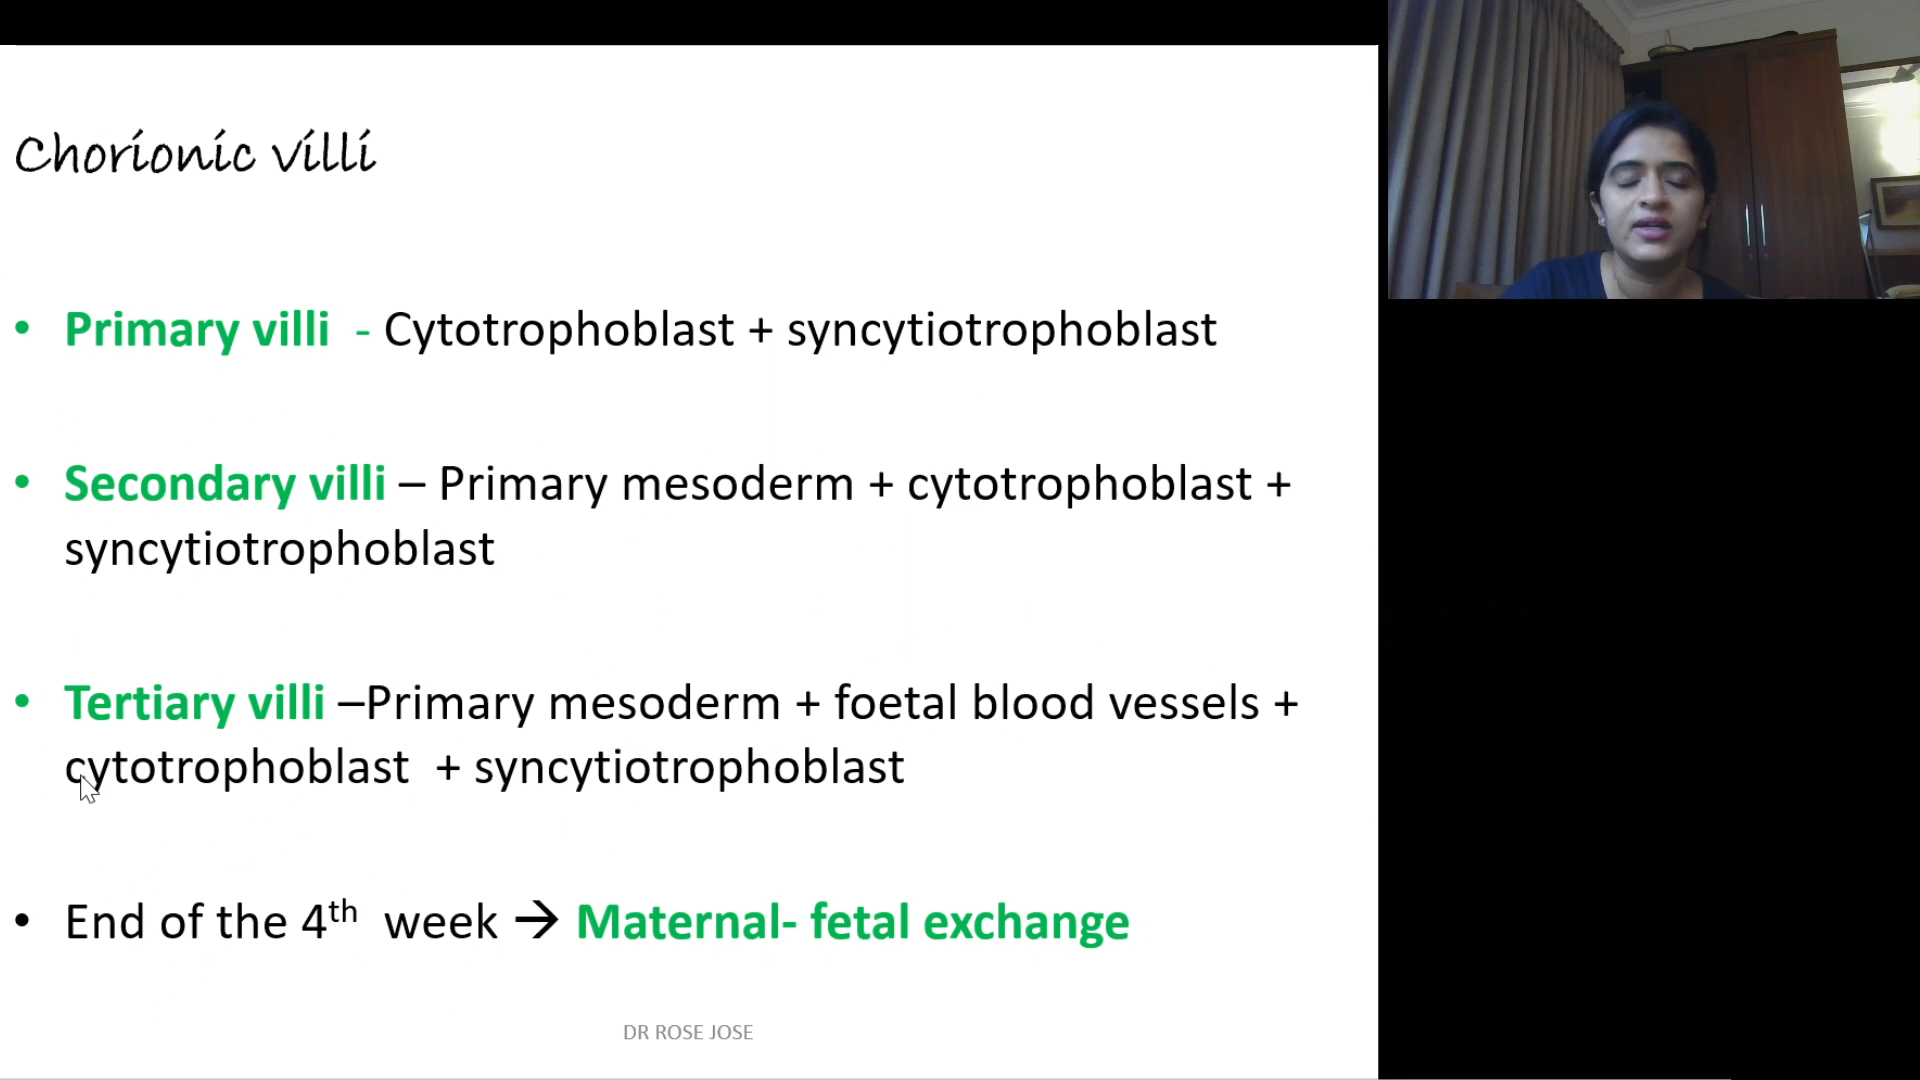 Chorionic villi
• Primary villi - Cytotrophoblast + syncytiotrophoblast
• Secondary villi – Primary mesoderm + cytotrophoblast +
syncytiotrophoblast
• Tertiary villi –Primary mesoderm + foetal blood vessels +
cytotrophoblast + syncytiotrophoblast
• End of the 4th week → Maternal- fetal exchange
DR ROSE JOSE